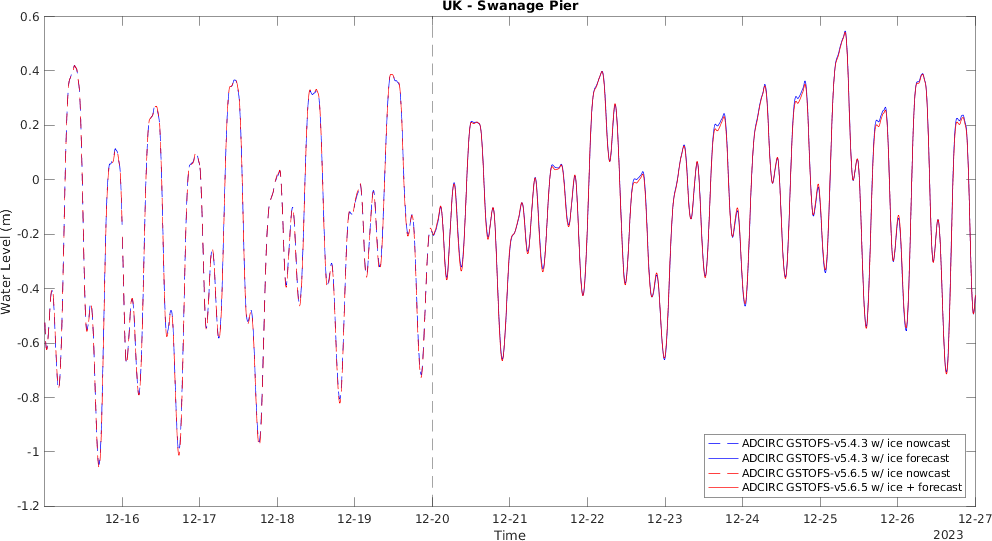 UK - Swanage Pier
Water Level (m)
0.6
0.4
0.2
0
-0.2
-0.4
-0.6
-0.8
-1
-1.2
12-16 12-17 12-18 12-19 12-20 12-21 12-22 12-23 12-24 12-25 12-26 12-27
Time
2023
ADCIRC GSTOFS-v5.4.3 w/ ice nowcast
ADCIRC GSTOFS-v5.4.3 w/ ice forecast
ADCIRC GSTOFS-v5.6.5 w/ ice nowcast
ADCIRC GSTOFS-v5.6.5 w/ ice + forecast